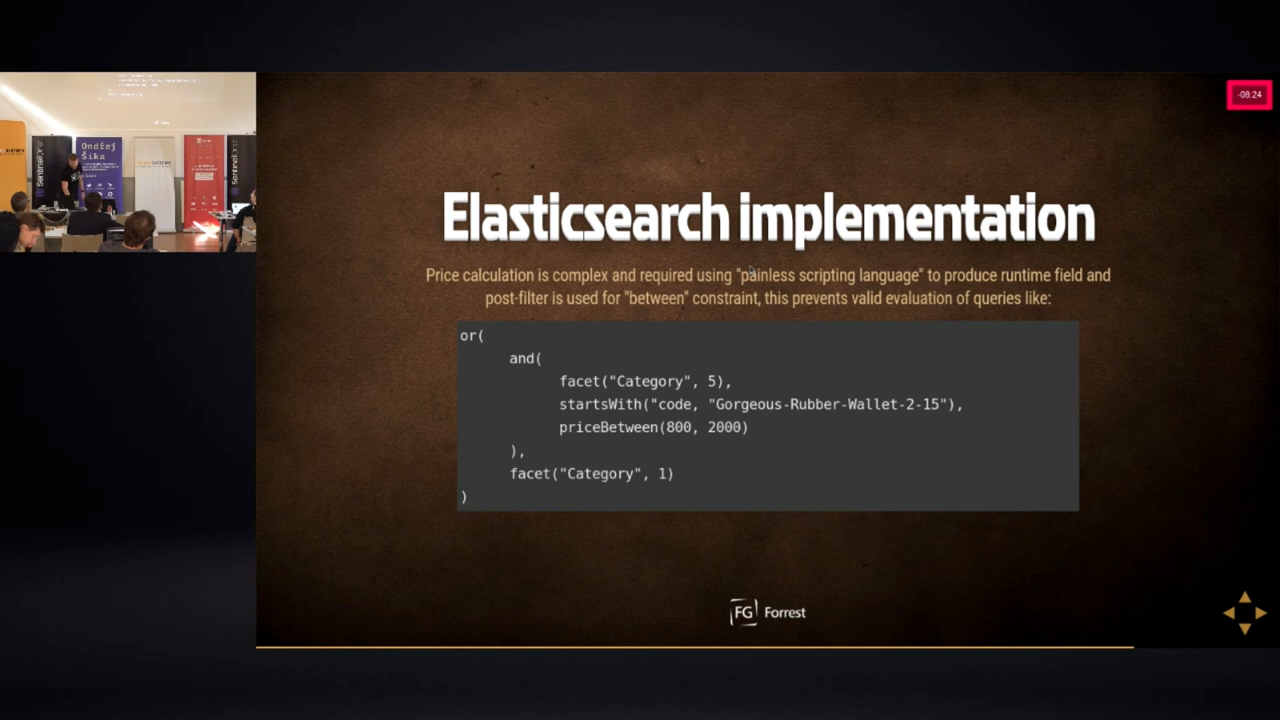 Ondřej
Šika
SentinelOne
-08:24
Elasticsearch implementation
Price calculation is complex and required using "painless scripting language" to produce runtime field and
post-filter is used for "between" constraint, this prevents valid evaluation of queries like:
or(
and(
facet("Category", 5),
startsWith("code, "Gorgeous-Rubber-Wallet-2-15"),
priceBetween(800, 2000)
),
facet("Category", 1)
)
FG Forrest